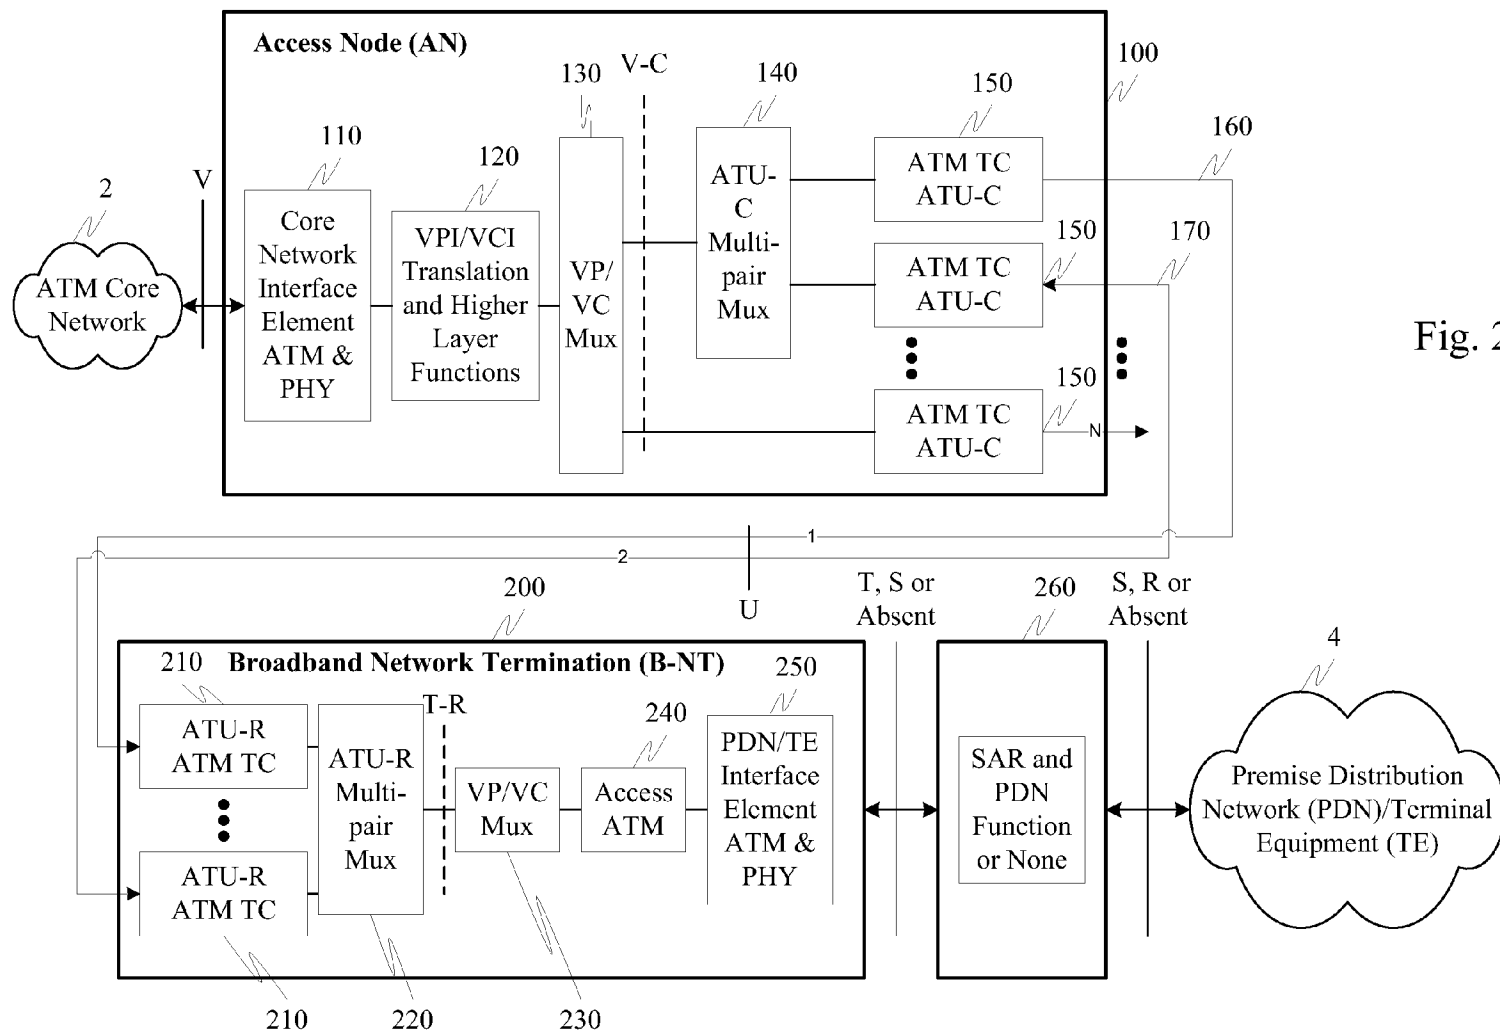 Access Node (AN)
V-C
100
130
140
150
160
110
120
V
2
Core
Network
Interface
Element
ATM &
PHY
VPI/VCI
Translation
and Higher
Layer
Functions
VP/
VC
Mux
ATU-
C
Multi-
pair
Mux
ATM TC
ATU-C
150
170
ATM TC
ATU-C
ATM Core
Network
Fig. 2
150
ATM TC
ATU-C
N
1
2
U
200
T, S or
Absent
260
S, R or
Absent
4
Broadband Network Termination (B-NT)
210
T-R
240
250
ATU-R
ATM TC
ATU-R
Multi-
pair
Mux
VP/VC
Mux
Access
ATM
PDN/TE
Interface
Element
ATM &
PHY
SAR and
PDN
Function
or None
Premise Distribution
Network (PDN)/Terminal
Equipment (TE)
ATU-R
ATM TC
210
220
230